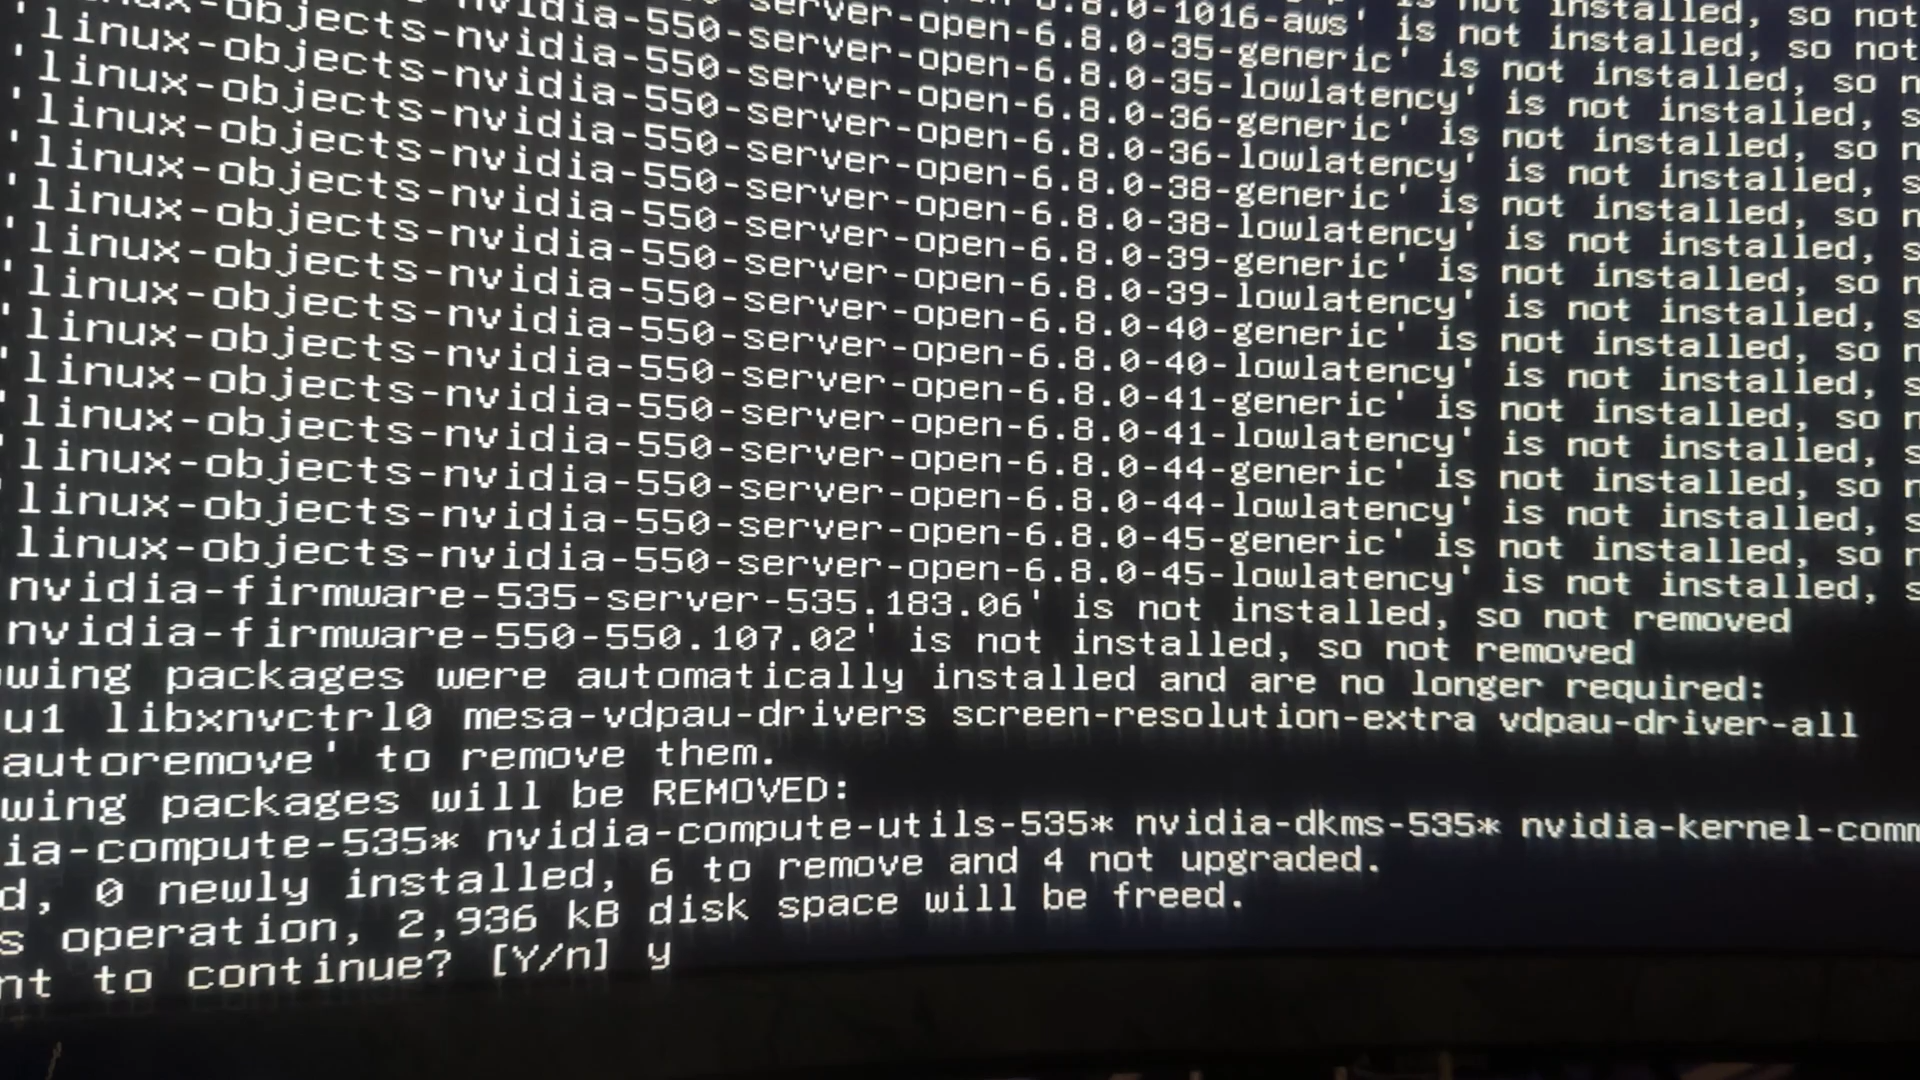 server-open-6.8.0-1016-aws' is not installed, so not
'linux-objects-nvidia-550-server-open-6.8.0-35-generic' is not installed, so n
'linux-objects-nvidia-550-server-open-6.8.0-35-lowlatency' is not installed, s
'linux-objects-nvidia-550-server-open-6.8.0-36-generic' is not installed, so n
'linux-objects-nvidia-550-server-open-6.8.0-36-lowlatency' is not installed, s
'linux-objects-nvidia-550-server-open-6.8.0-38-generic' is not installed, so n
'linux-objects-nvidia-550-server-open-6.8.0-38-lowlatency' is not installed, s
'linux-objects-nvidia-550-server-open-6.8.0-39-generic' is not installed, so n
'linux-objects-nvidia-550-server-open-6.8.0-39-lowlatency' is not installed, s
'linux-objects-nvidia-550-server-open-6.8.0-40-generic' is not installed, so n
'linux-objects-nvidia-550-server-open-6.8.0-40-lowlatency' is not installed, s
'linux-objects-nvidia-550-server-open-6.8.0-41-generic' is not installed, so n
'linux-objects-nvidia-550-server-open-6.8.0-41-lowlatency' is not installed, s
'linux-objects-nvidia-550-server-open-6.8.0-44-generic' is not installed, so n
linux-objects-nvidia-550-server-open-6.8.0-44-lowlatency' is not installed, s
linux-objects-nvidia-550-server-open-6.8.0-45-generic' is not installed, so n
linux-objects-nvidia-550-server-open-6.8.0-45-lowlatency' is not installed, s
nvidia-firmware-535-server-535.183.06' is not installed, so not removed
nvidia-firmware-550-550.107.02' is not installed, so not removed
wing packages were automatically installed and are no longer required:
u1 libxnvctrl0 mesa-vdpau-drivers screen-resolution-extra vdpau-driver-all
autoremove' to remove them.
wing packages will be REMOVED:
ia-compute-535* nvidia-compute-utils-535* nvidia-dkms-535* nvidia-kernel-comm
d, 0 newly installed, 6 to remove and 4 not upgraded.
s operation, 2,936 kB disk space will be freed.
nt to continue? [Y/n] y